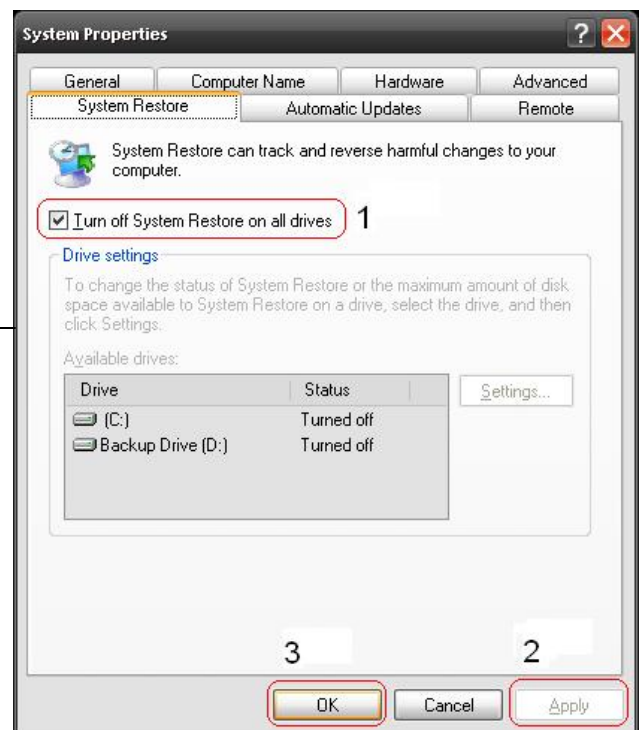 System Properties
?
General Computer Name Hardware Advanced
System Restore Automatic Updates Remote
System Restore can track and reverse harmful changes to your
computer.
Turn off System Restore on all drives 1
Drive settings
To change the status of System Restore or the maximum amount of disk
space available to System Restore on a drive, select the drive, and then
click Settings.
Available drives:
Drive Status Settings...
(C:) Turned off
Backup Drive (D:) Turned off
3 2
OK Cancel Apply